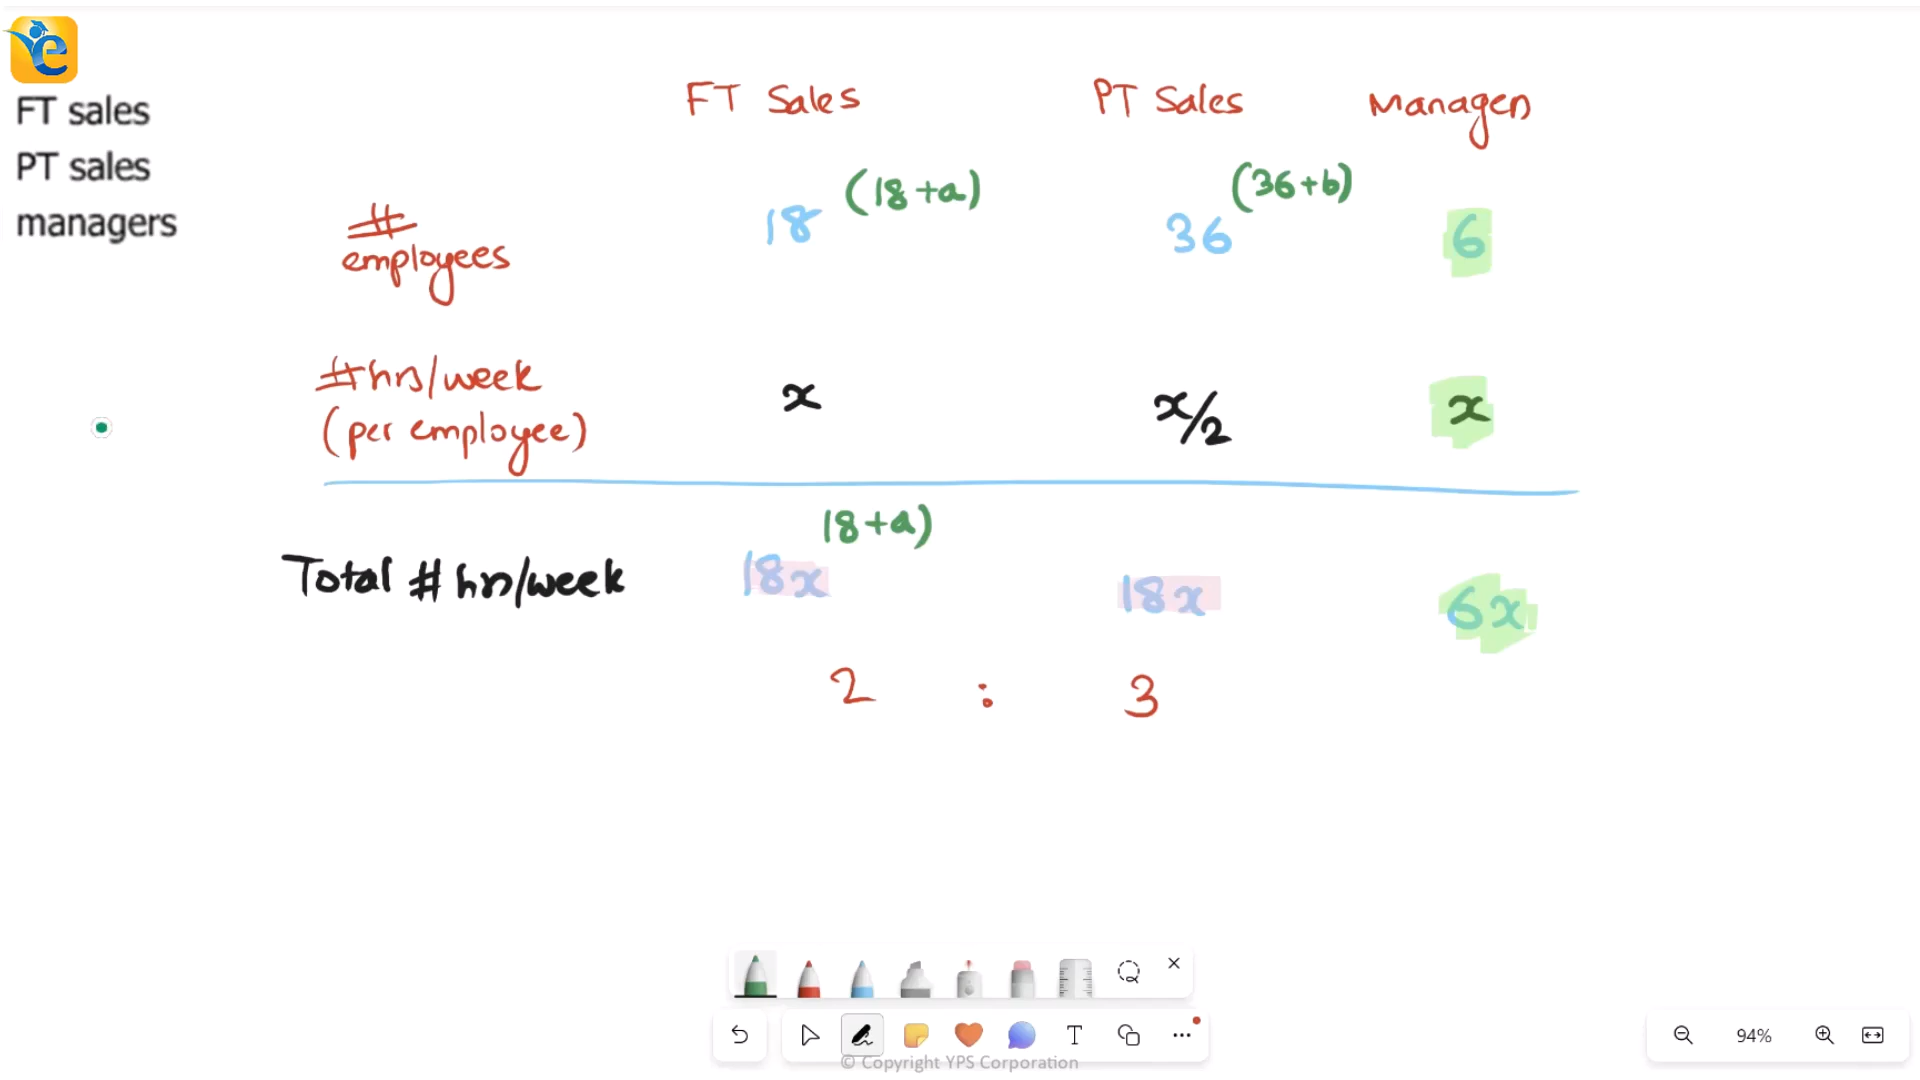 FT sales
PT sales
managers
FT Sales PT Sales Managers
(18+a) (36+b)
# employees 18 36 6
#hrs/week
(per employee) x x/2 x
18+a)
Total # hrs/week 18x 18x 6x
2 : 3
94%
© Copyright YPS Corporation